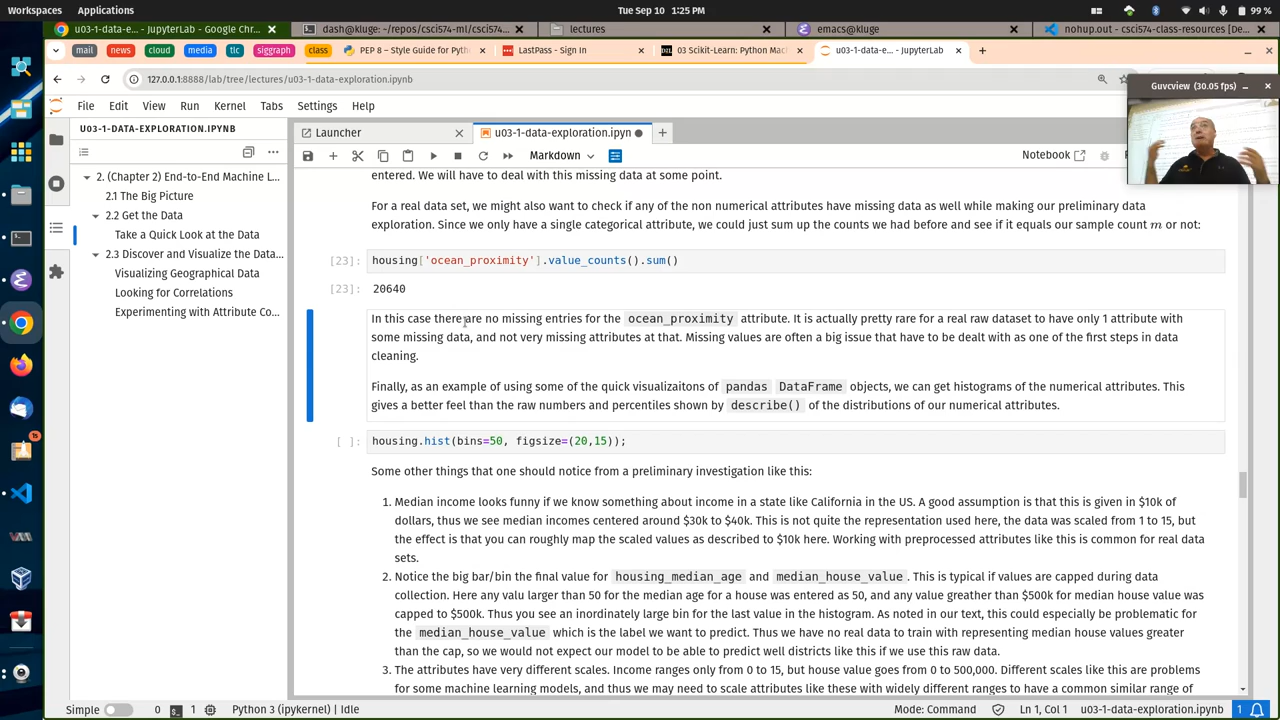 Workspaces
Applications
Tue Sep 10 1:25 PM
99 %
u03-1-data-e... - JupyterLab - Google Chr...
dash@kluge: ~/repos/csci574-ml/csci574-...
lectures
emacs@kluge
nohup.out - csci574-class-resources [De...
mail
news
cloud
media
tlc
siggraph
class
PEP 8 – Style Guide for Pyth
LastPass - Sign In
03 Scikit-Learn: Python Mac
u03-1-data-e... - JupyterLab
127.0.0.1:8888/lab/tree/lectures/u03-1-data-exploration.ipynb
Guvcview (30.05 fps)
File Edit View Run Kernel Tabs Settings Help
U03-1-DATA-EXPLORATION.IPYNB
2. (Chapter 2) End-to-End Machine L...
2.1 The Big Picture
2.2 Get the Data
Take a Quick Look at the Data
2.3 Discover and Visualize the Data...
Visualizing Geographical Data
Looking for Correlations
Experimenting with Attribute Co...
Launcher
u03-1-data-exploration.ipyn
Markdown
Notebook
entered. We will have to deal with this missing data at some point.
For a real data set, we might also want to check if any of the non numerical attributes have missing data as well while making our preliminary data
exploration. Since we only have a single categorical attribute, we could just sum up the counts we had before and see if it equals our sample count m or not:
[23]: housing['ocean_proximity'].value_counts().sum()
[23]: 20640
In this case there are no missing entries for the ocean_proximity attribute. It is actually pretty rare for a real raw dataset to have only 1 attribute with
some missing data, and not very missing attributes at that. Missing values are often a big issue that have to be dealt with as one of the first steps in data
cleaning.
Finally, as an example of using some of the quick visualizaitons of pandas DataFrame objects, we can get histograms of the numerical attributes. This
gives a better feel than the raw numbers and percentiles shown by describe() of the distributions of our numerical attributes.
[ ]: housing.hist(bins=50, figsize=(20,15));
Some other things that one should notice from a preliminary investigation like this:
1. Median income looks funny if we know something about income in a state like California in the US. A good assumption is that this is given in $10k of
dollars, thus we see median incomes centered around $30k to $40k. This is not quite the representation used here, the data was scaled from 1 to 15, but
the effect is that you can roughly map the scaled values as described to $10k here. Working with preprocessed attributes like this is common for real data
sets.
2. Notice the big bar/bin the final value for housing_median_age and median_house_value. This is typical if values are capped during data
collection. Here any valu larger than 50 for the median age for a house was entered as 50, and any value greather than $500k for median house value was
capped to $500k. Thus you see an inordinately large bin for the last value in the histogram. As noted in our text, this could especially be problematic for
the median_house_value which is the label we want to predict. Thus we have no real data to train with representing median house values greater
than the cap, so we would not expect our model to be able to predict well districts like this if we use this raw data.
3. The attributes have very different scales. Income ranges only from 0 to 15, but house value goes from 0 to 500,000. Different scales like this are problems
for some machine learning models, and thus we may need to scale attributes like these with widely different ranges to have a common similar range of
15
Simple 0 1 Python 3 (ipykernel) | Idle
Mode: Command
Ln 1, Col 1
u03-1-data-exploration.ipynb
1